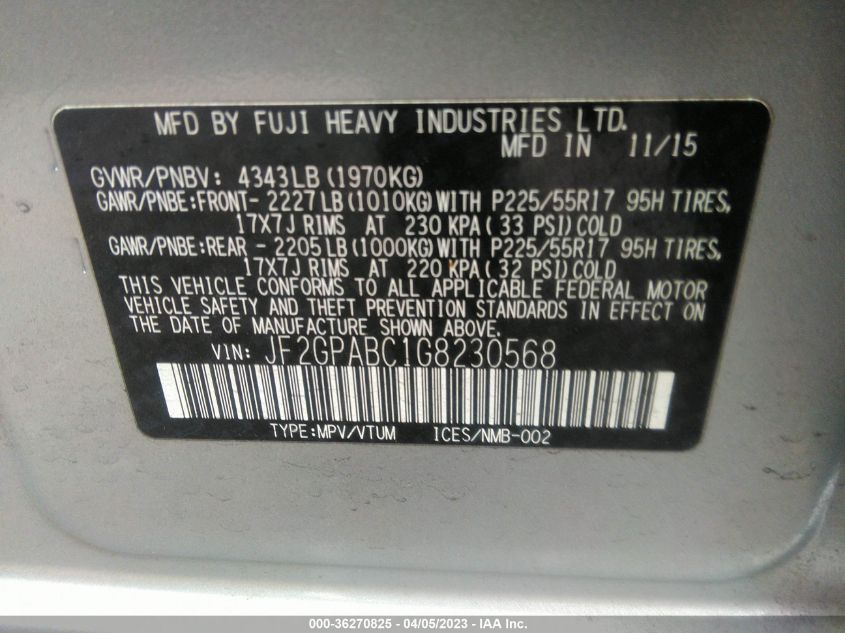 MFD BY FUJI HEAVY INDUSTRIES LTD.
MFD IN 11/15
GVWR/PNBV: 4343LB(1970KG)
GAWR/PNBE:FRONT-2227LB(1010KG)WITH P225/55R17 95H TIRES,
17X7J RIMS AT 230 KPA(33 PSI)COLD
GAWR/PNBE:REAR -2205LB(1000KG)WITH P225/55R17 95H TIRES,
17X7J RIMS AT 220 KPA(32 PSI)COLD
THIS VEHICLE CONFORMS TO ALL APPLICABLE FEDERAL MOTOR
VEHICLE SAFETY AND THEFT PREVENTION STANDARDS IN EFFECT ON
THE DATE OF MANUFACTURE SHOWN ABOVE
VIN: JF2GPABC1G8230568
TYPE:MPV/VTUM ICES/NMB-002
000-36270825 - 04/05/2023 - IAA Inc.